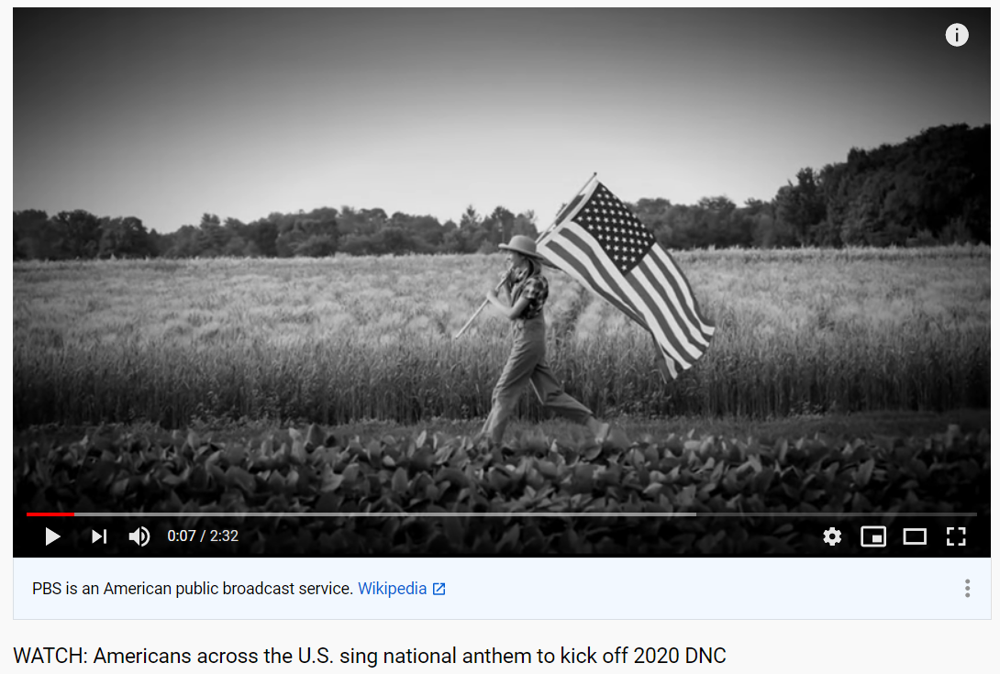 0:07 / 2:32
PBS is an American public broadcast service. Wikipedia
WATCH: Americans across the U.S. sing national anthem to kick off 2020 DNC